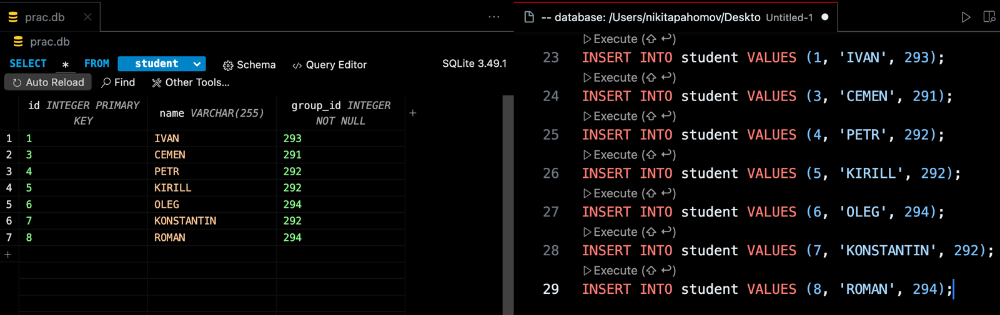 prac.db
prac.db
SELECT * FROM student Schema Query Editor SQLite 3.49.1
Auto Reload Find Other Tools...
id INTEGER PRIMARY KEY name VARCHAR(255) group_id INTEGER NOT NULL +
1 1 IVAN 293
2 3 CEMEN 291
3 4 PETR 292
4 5 KIRILL 292
5 6 OLEG 294
6 7 KONSTANTIN 292
7 8 ROMAN 294
+
-- database: /Users/nikitapahomov/Deskto Untitled-1
Execute (⇧ ↩)
23 INSERT INTO student VALUES (1, 'IVAN', 293);
Execute (⇧ ↩)
24 INSERT INTO student VALUES (3, 'CEMEN', 291);
Execute (⇧ ↩)
25 INSERT INTO student VALUES (4, 'PETR', 292);
Execute (⇧ ↩)
26 INSERT INTO student VALUES (5, 'KIRILL', 292);
Execute (⇧ ↩)
27 INSERT INTO student VALUES (6, 'OLEG', 294);
Execute (⇧ ↩)
28 INSERT INTO student VALUES (7, 'KONSTANTIN', 292);
Execute (⇧ ↩)
29 INSERT INTO student VALUES (8, 'ROMAN', 294);